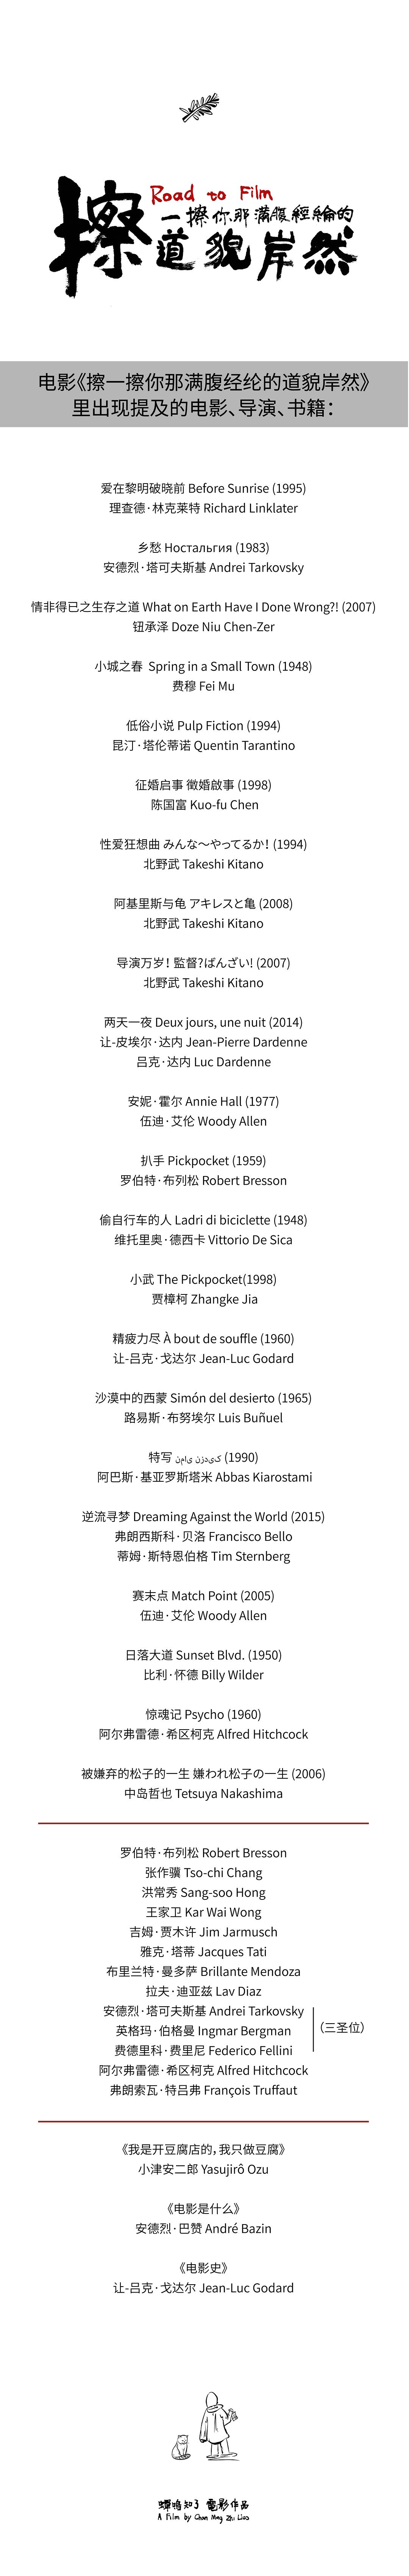 Road to Film
擦
一擦你那滿腹經綸的
道貌岸然
电影《擦一擦你那满腹经纶的道貌岸然》
里出现提及的电影、导演、书籍：
爱在黎明破晓前 Before Sunrise (1995)
理查德·林克莱特 Richard Linklater
乡愁 Ностальгия (1983)
安德烈·塔可夫斯基 Andrei Tarkovsky
情非得已之生存之道 What on Earth Have I Done Wrong?! (2007)
钮承泽 Doze Niu Chen-Zer
小城之春 Spring in a Small Town (1948)
费穆 Fei Mu
低俗小说 Pulp Fiction (1994)
昆汀·塔伦蒂诺 Quentin Tarantino
征婚启事 徵婚啟事 (1998)
陈国富 Kuo-fu Chen
性爱狂想曲 みんな〜やってるか！(1994)
北野武 Takeshi Kitano
阿基里斯与龟 アキレスと亀 (2008)
北野武 Takeshi Kitano
导演万岁！監督?ばんざい! (2007)
北野武 Takeshi Kitano
两天一夜 Deux jours, une nuit (2014)
让-皮埃尔·达内 Jean-Pierre Dardenne
吕克·达内 Luc Dardenne
安妮·霍尔 Annie Hall (1977)
伍迪·艾伦 Woody Allen
扒手 Pickpocket (1959)
罗伯特·布列松 Robert Bresson
偷自行车的人 Ladri di biciclette (1948)
维托里奥·德西卡 Vittorio De Sica
小武 The Pickpocket(1998)
贾樟柯 Zhangke Jia
精疲力尽 À bout de souffle (1960)
让-吕克·戈达尔 Jean-Luc Godard
沙漠中的西蒙 Simón del desierto (1965)
路易斯·布努埃尔 Luis Buñuel
特写 کیدزن یامن (1990)
阿巴斯·基亚罗斯塔米 Abbas Kiarostami
逆流寻梦 Dreaming Against the World (2015)
弗朗西斯科·贝洛 Francisco Bello
蒂姆·斯特恩伯格 Tim Sternberg
赛末点 Match Point (2005)
伍迪·艾伦 Woody Allen
日落大道 Sunset Blvd. (1950)
比利·怀德 Billy Wilder
惊魂记 Psycho (1960)
阿尔弗雷德·希区柯克 Alfred Hitchcock
被嫌弃的松子的一生 嫌われ松子の一生 (2006)
中岛哲也 Tetsuya Nakashima
罗伯特·布列松 Robert Bresson
张作骥 Tso-chi Chang
洪常秀 Sang-soo Hong
王家卫 Kar Wai Wong
吉姆·贾木许 Jim Jarmusch
雅克·塔蒂 Jacques Tati
布里兰特·曼多萨 Brillante Mendoza
拉夫·迪亚兹 Lav Diaz
安德烈·塔可夫斯基 Andrei Tarkovsky
英格玛·伯格曼 Ingmar Bergman
（三圣位）
费德里科·费里尼 Federico Fellini
阿尔弗雷德·希区柯克 Alfred Hitchcock
弗朗索瓦·特吕弗 François Truffaut
《我是开豆腐店的，我只做豆腐》
小津安二郎 Yasujirô Ozu
《电影是什么》
安德烈·巴赞 André Bazin
《电影史》
让-吕克·戈达尔 Jean-Luc Godard
蟬鳴知了 電影作品
A Film by Chan Ming Zhi Liao